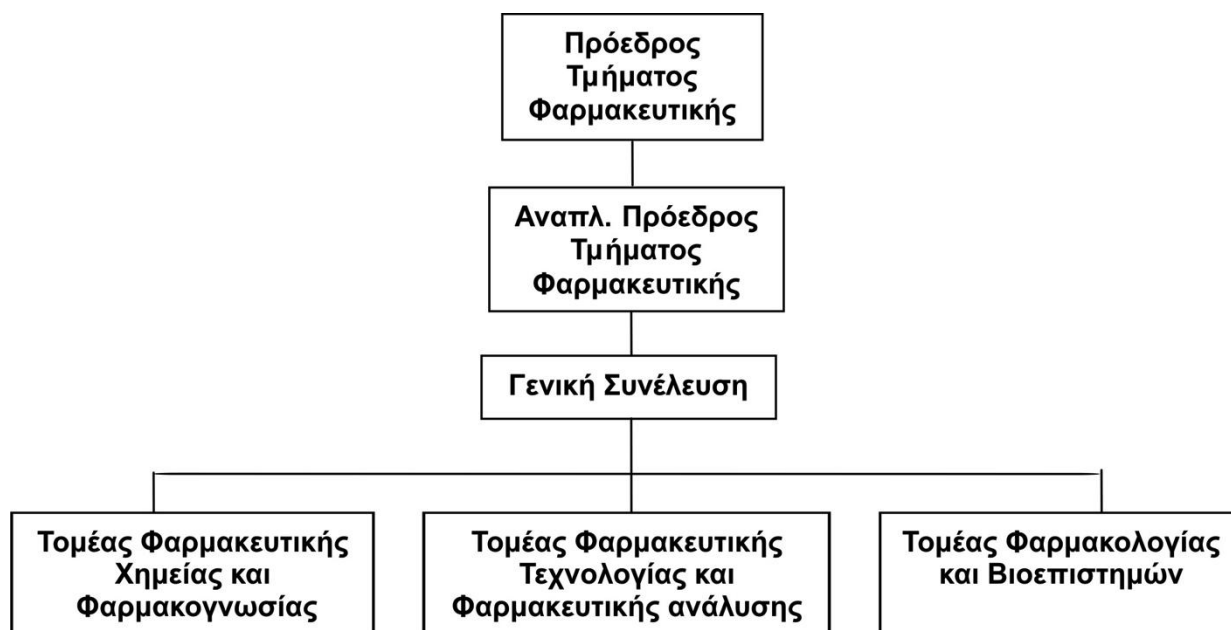 Πρόεδρος
Τμήματος
Φαρμακευτικής
Αναπλ. Πρόεδρος
Τμήματος
Φαρμακευτικής
Γενική Συνέλευση
Τομέας Φαρμακευτικής
Χημείας και
Φαρμακογνωσίας
Τομέας Φαρμακευτικής
Τεχνολογίας και
Φαρμακευτικής ανάλυσης
Τομέας Φαρμακολογίας
και Βιοεπιστημών